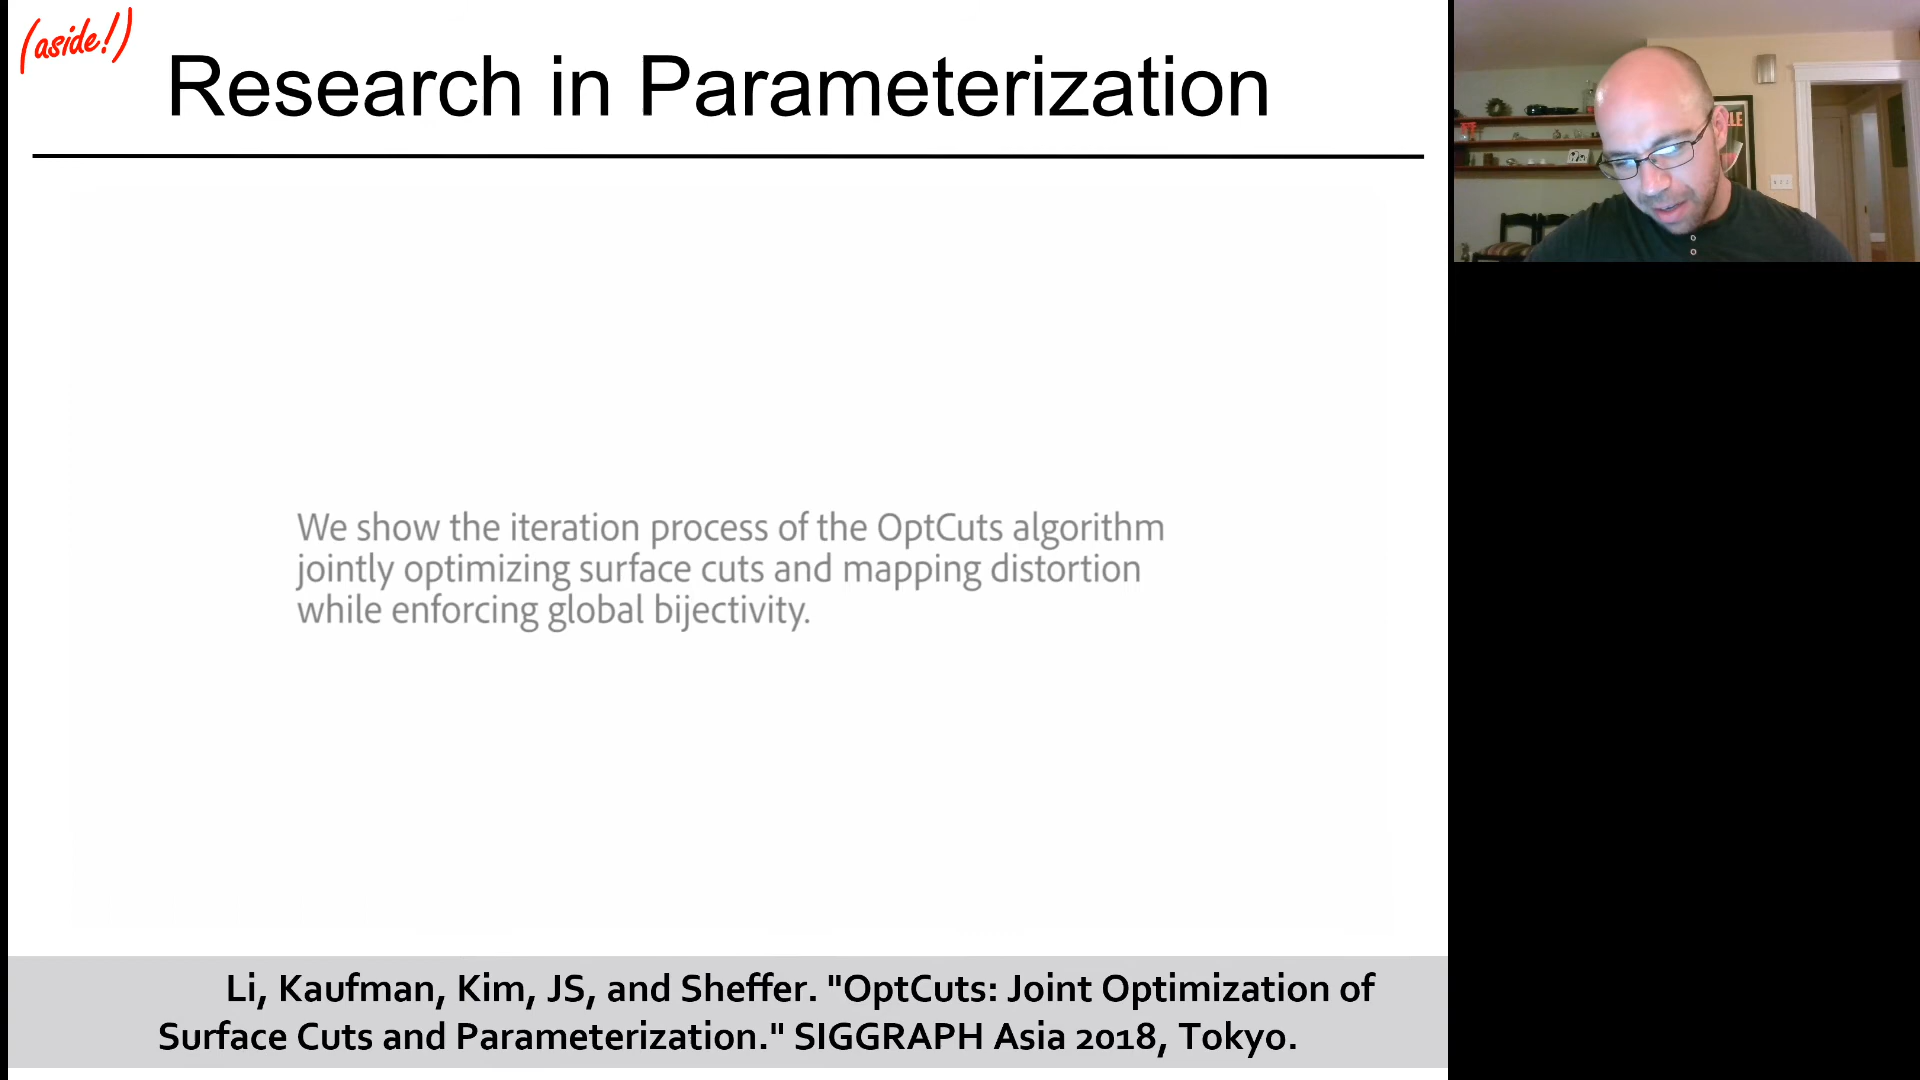 (aside!)
Research in Parameterization
We show the iteration process of the OptCuts algorithm
jointly optimizing surface cuts and mapping distortion
while enforcing global bijectivity.
Li, Kaufman, Kim, JS, and Sheffer. "OptCuts: Joint Optimization of
Surface Cuts and Parameterization." SIGGRAPH Asia 2018, Tokyo.